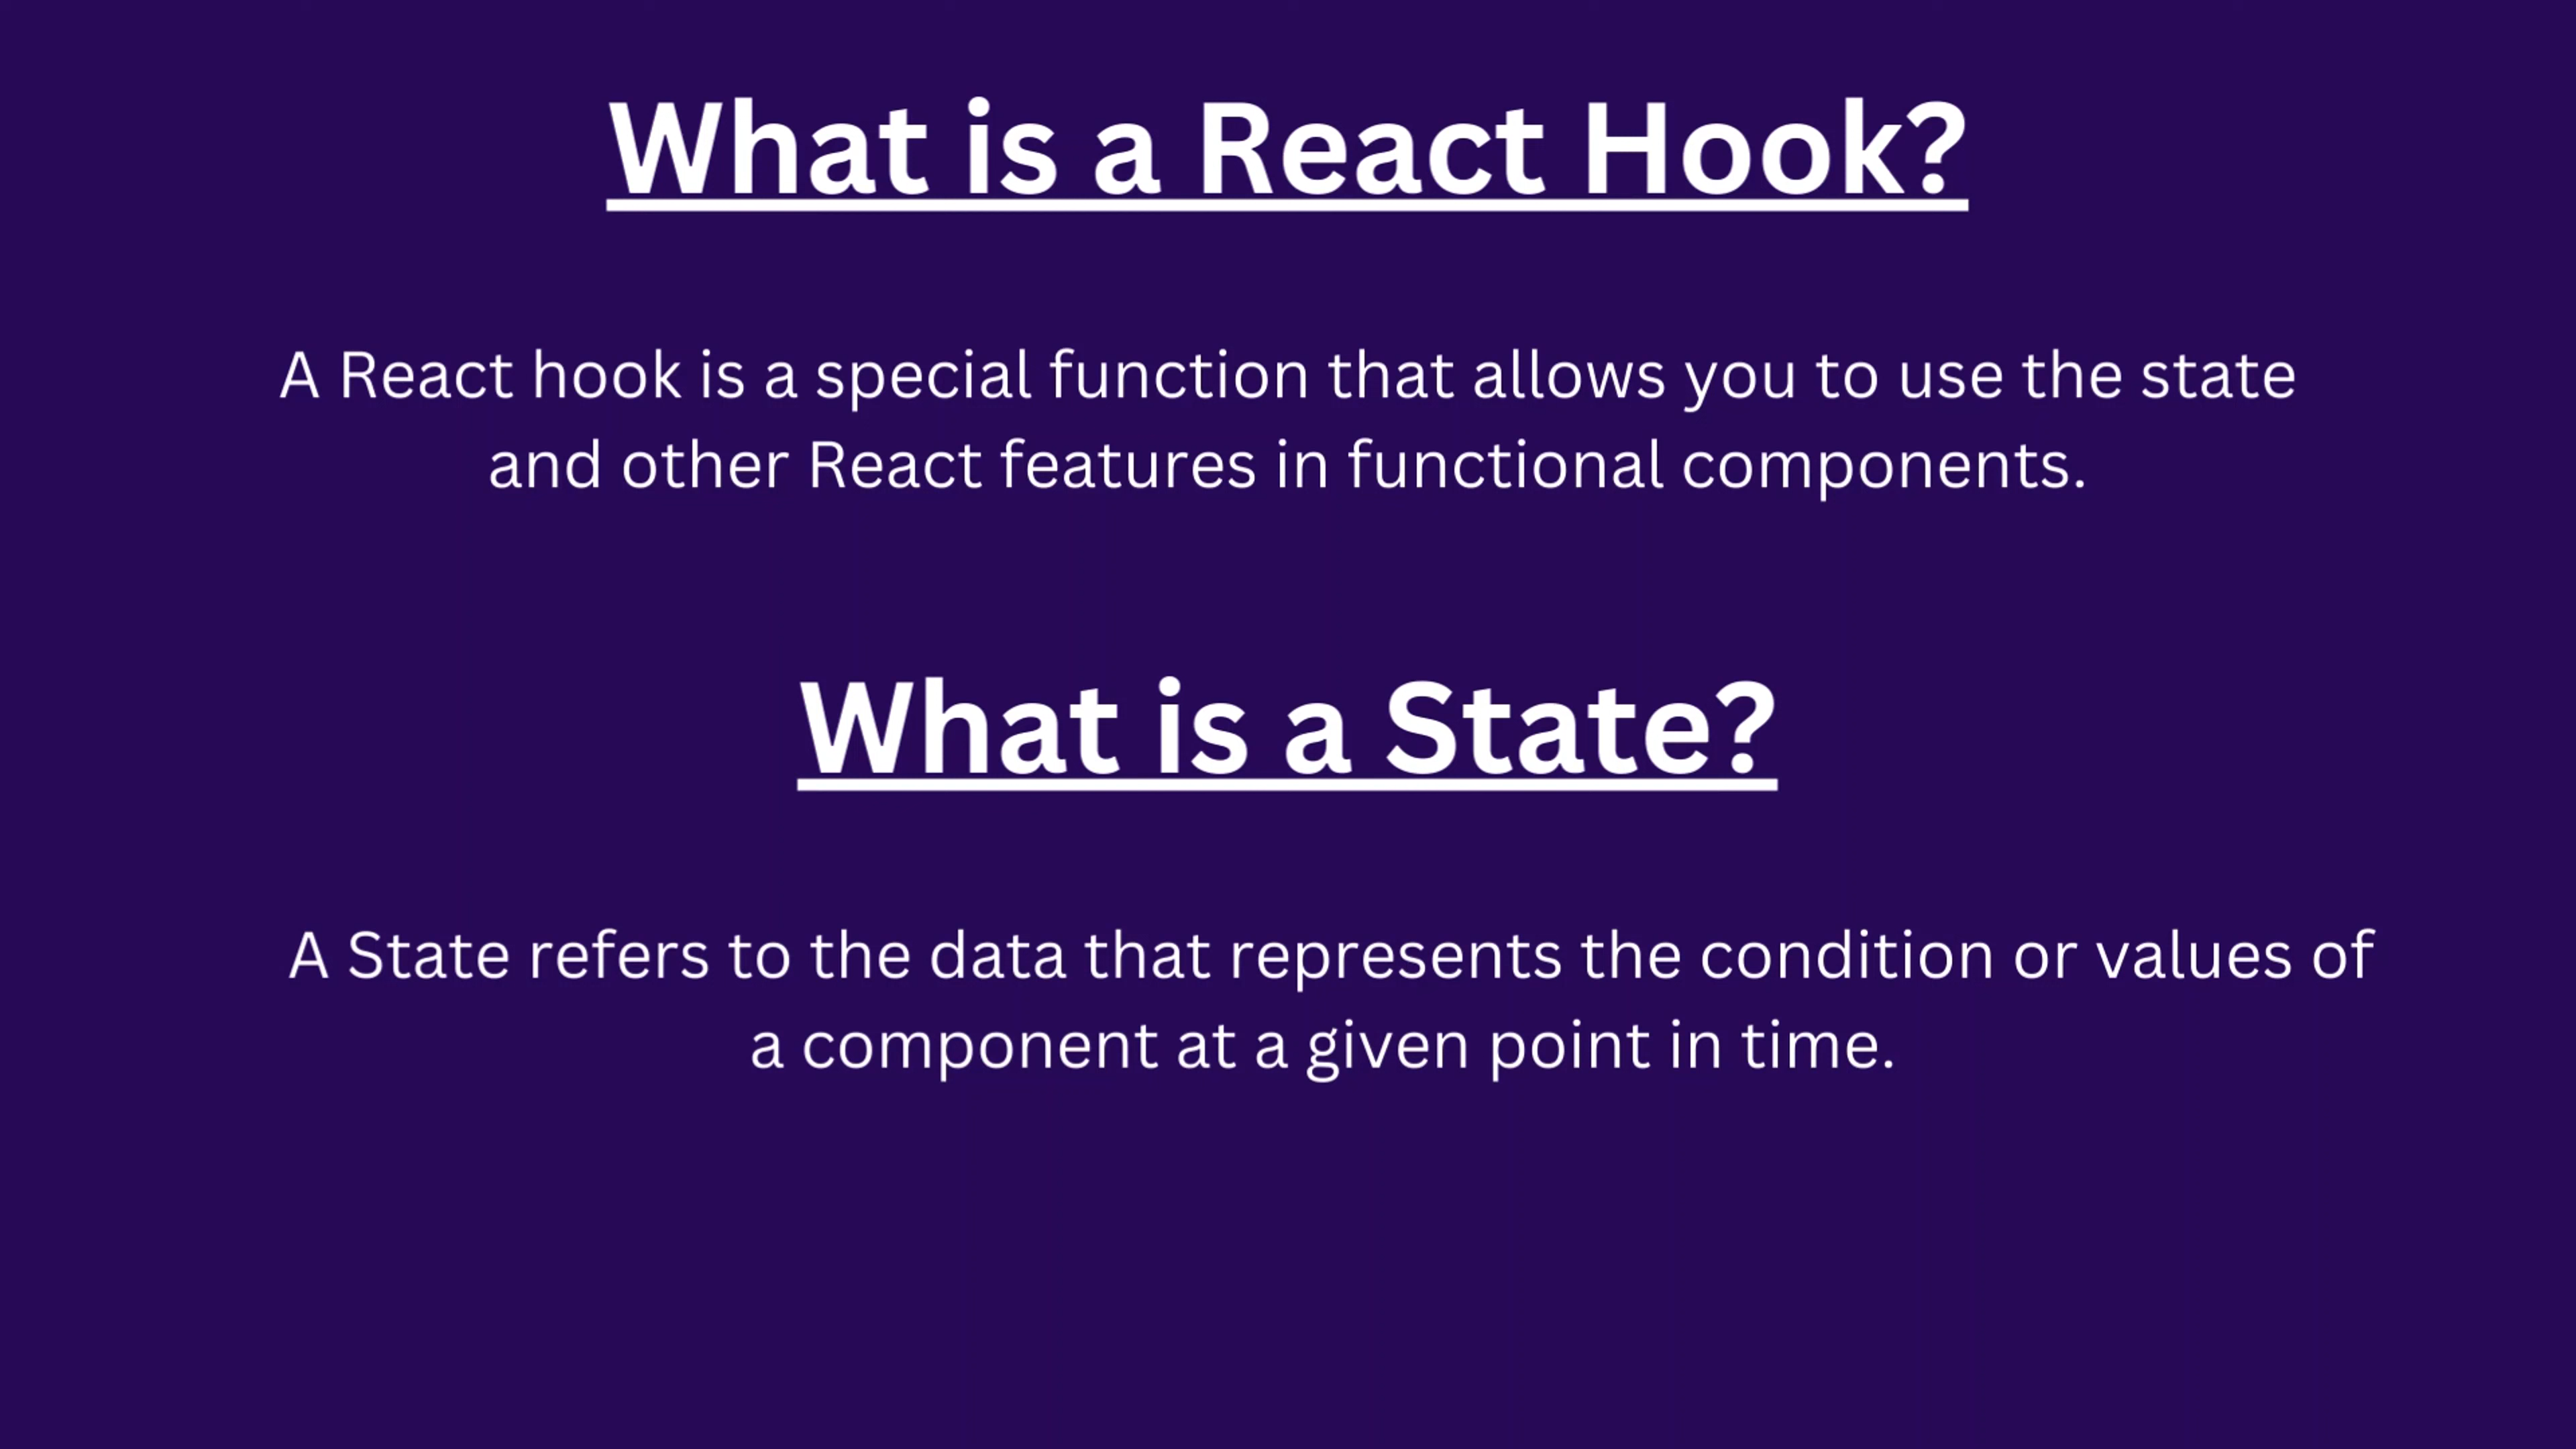 What is a React Hook?
A React hook is a special function that allows you to use the state
and other React features in functional components.
What is a State?
A State refers to the data that represents the condition or values of
a component at a given point in time.